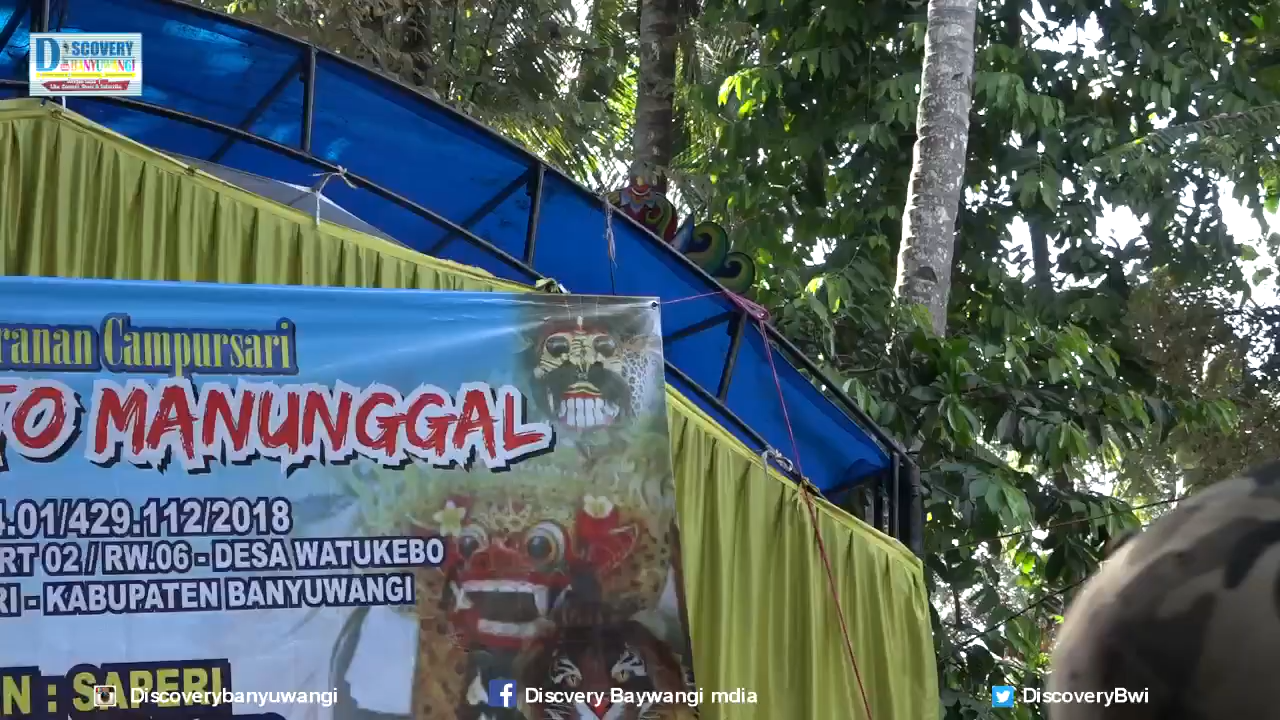 DISCOVERY
BANYUWANGI
ranan Campursari
TO MANUNGGAL
4.01/429.112/2018
RT 02 / RW.06 - DESA WATUKEBO
RI - KABUPATEN BANYUWANGI
N : SAPERI
Discoverybanyuwangi
Discvery Baywangi mdia
DiscoveryBwi